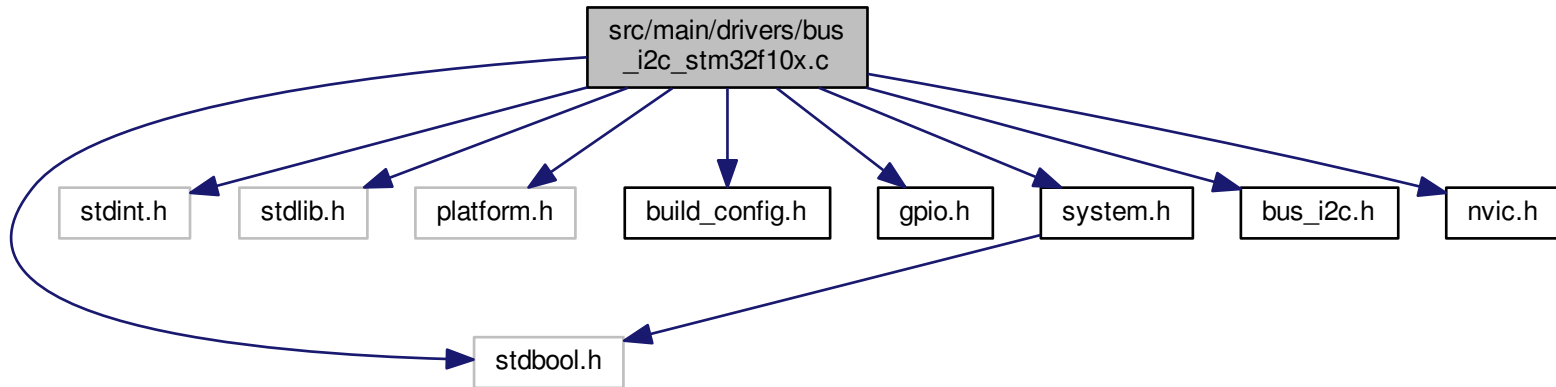 src/main/drivers/bus
_i2c_stm32f10x.c
stdint.h
stdlib.h
platform.h
build_config.h
gpio.h
system.h
bus_i2c.h
nvic.h
stdbool.h